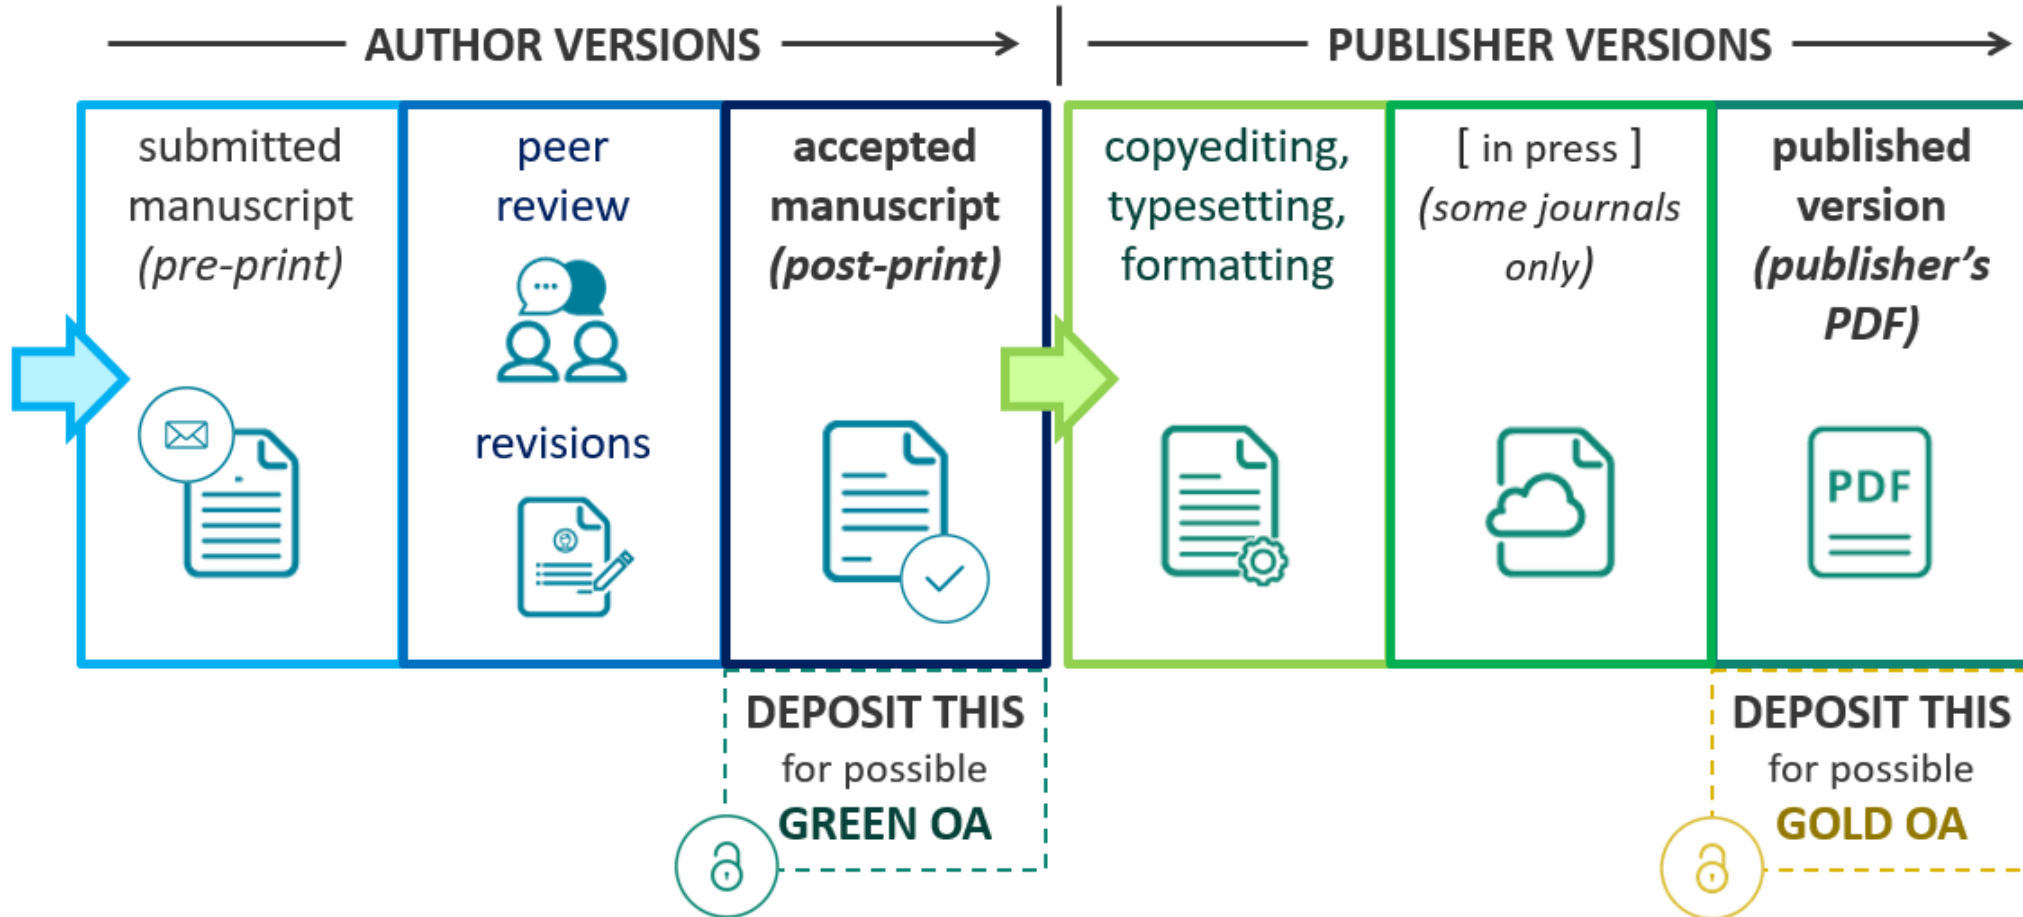 AUTHOR VERSIONS
PUBLISHER VERSIONS
submitted
manuscript
(pre-print)
peer
review
revisions
accepted
manuscript
(post-print)
copyediting,
typesetting,
formatting
[ in press ]
(some journals
only)
published
version
(publisher's
PDF)
PDF
DEPOSIT THIS
for possible
GREEN OA
DEPOSIT THIS
for possible
GOLD OA